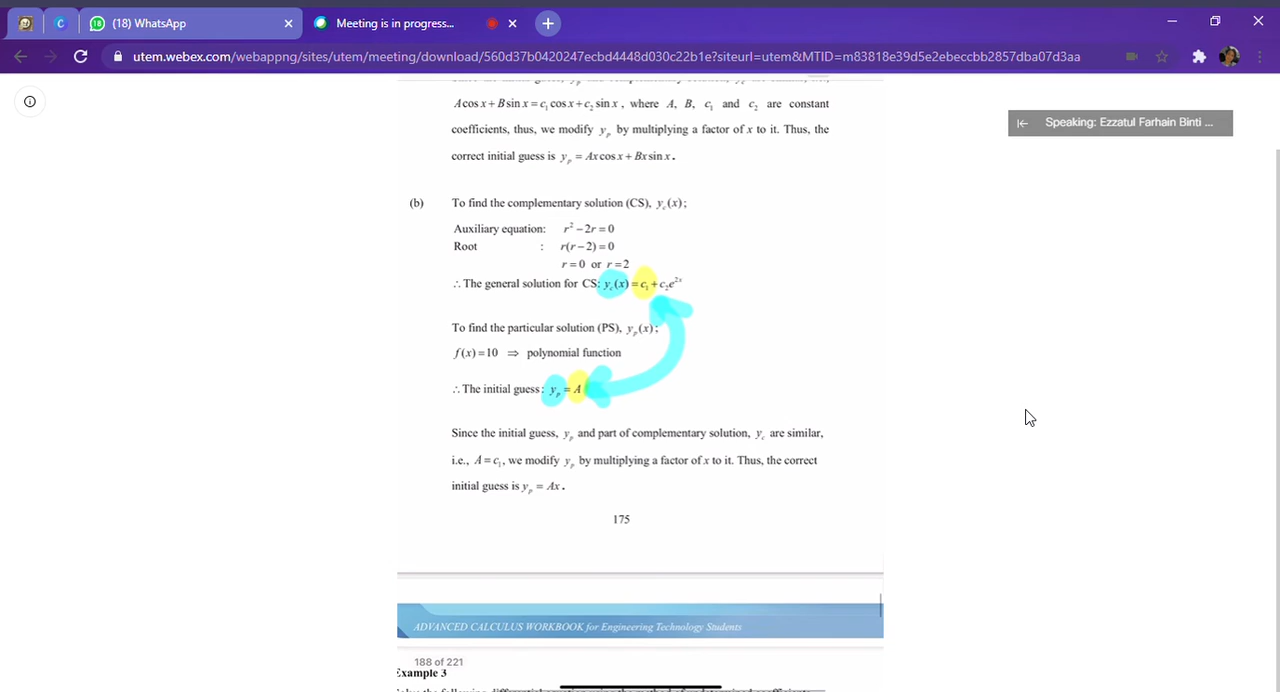 (18) WhatsApp
Meeting is in progress...
utem.webex.com/webappng/sites/utem/meeting/download/560d37b0420247ecbd4448d030c22b1e?siteurl=utem&MTID=m83818e39d5e2ebeccbb2857dba07d3aa
Speaking: Ezzatul Farhain Binti ...
A cos x + B sin x = c₁ cos x + c₂ sin x , where A, B, c₁ and c₂ are constant
coefficients, thus, we modify yₚ by multiplying a factor of x to it. Thus, the
correct initial guess is yₚ = Ax cos x + Bx sin x .
(b) To find the complementary solution (CS), y_c(x);
Auxiliary equation: r² − 2r = 0
Root : r(r − 2) = 0
r = 0 or r = 2
∴ The general solution for CS: y_c(x) = c₁ + c₂e²ˣ
To find the particular solution (PS), yₚ(x);
f(x) = 10 ⇒ polynomial function
∴ The initial guess: yₚ = A
Since the initial guess, yₚ and part of complementary solution, y_c are similar,
i.e., A = c₁, we modify yₚ by multiplying a factor of x to it. Thus, the correct
initial guess is yₚ = Ax .
175
ADVANCED CALCULUS WORKBOOK for Engineering Technology Students
188 of 221
Example 3